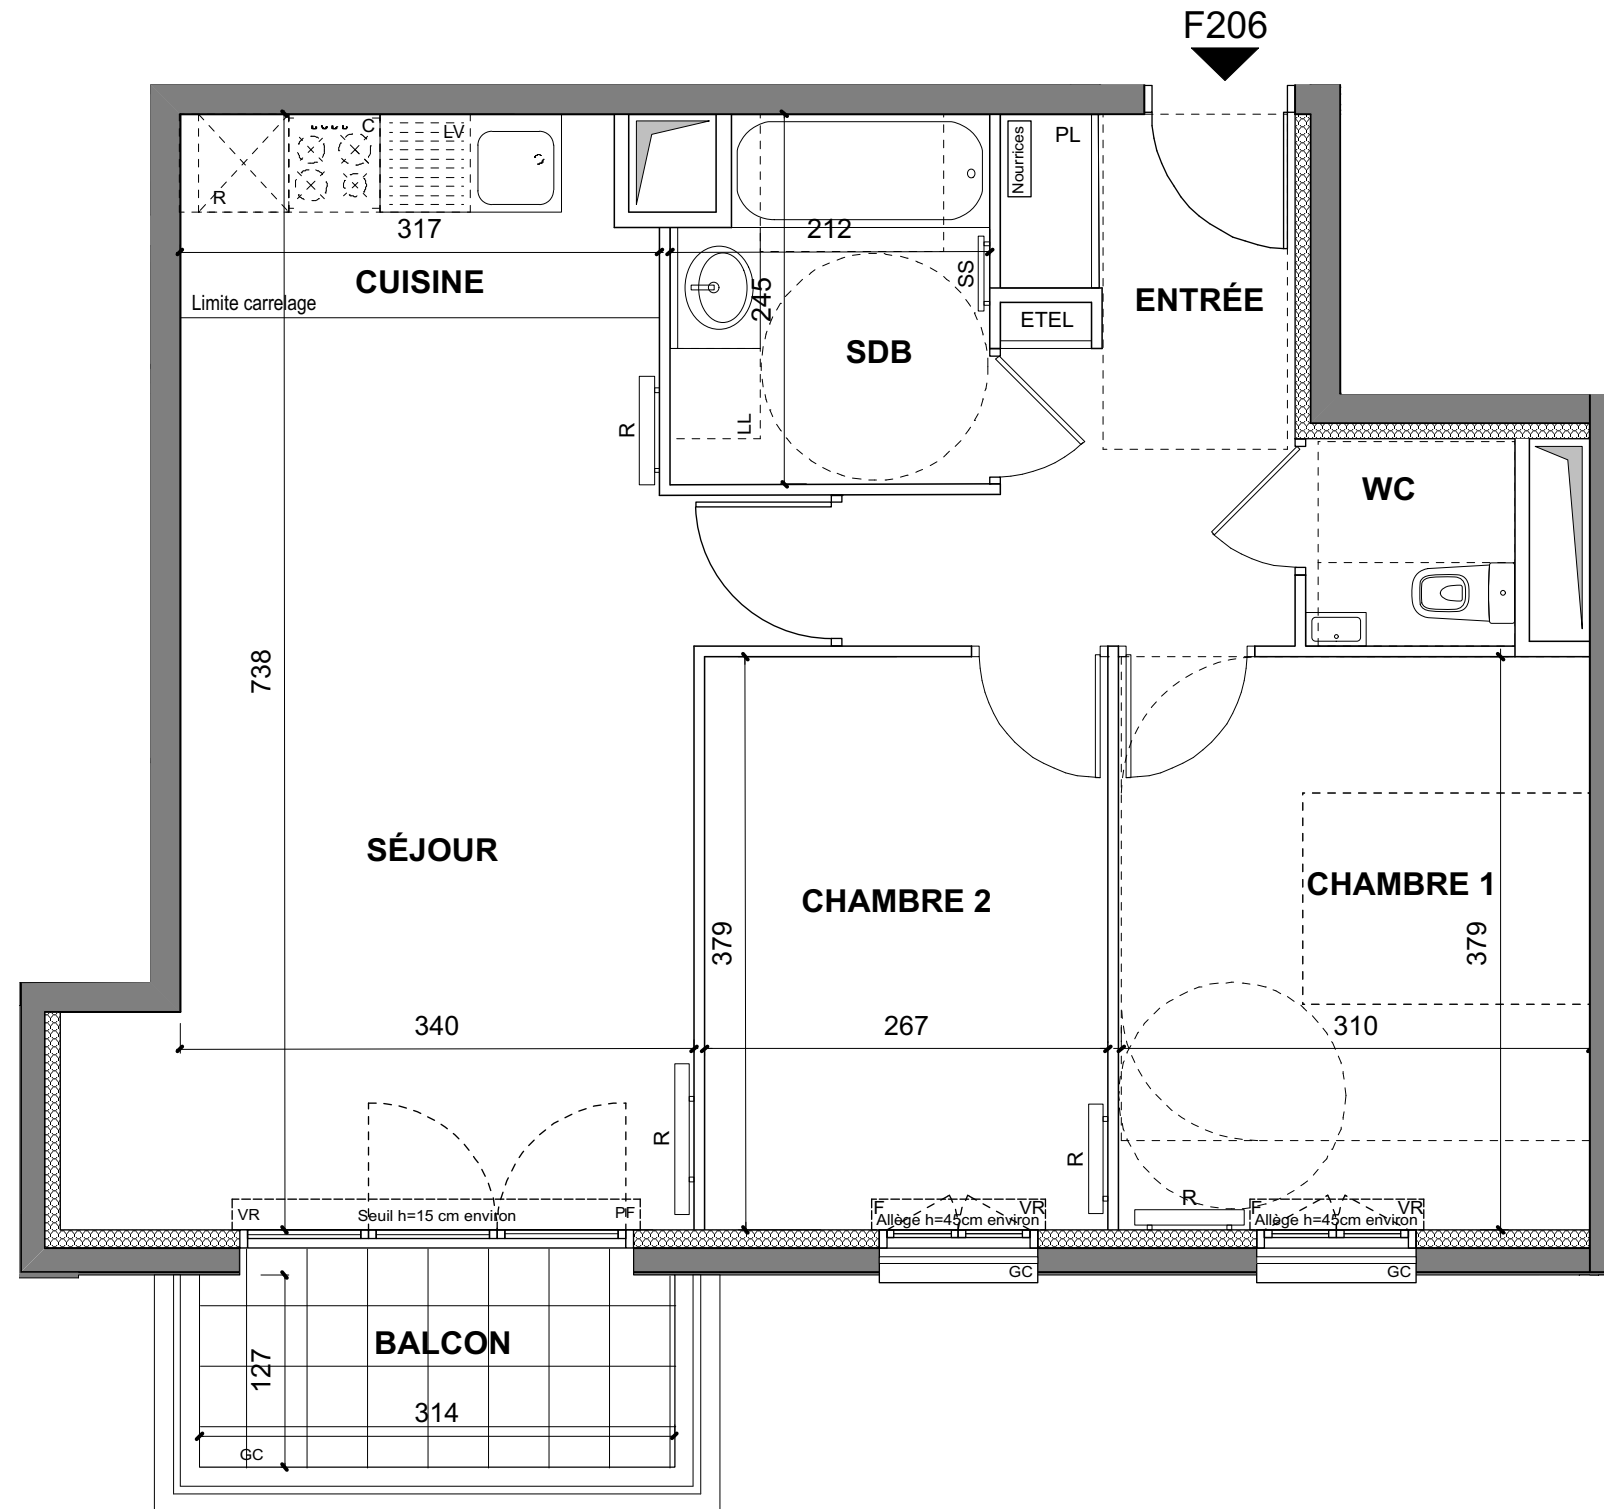 F206
C
LV
R
PL
Nourrices
317
212
CUISINE
Limite carrelage
245
SS
ENTRÉE
ETEL
SDB
R
LL
WC
738
SÉJOUR
CHAMBRE 2
CHAMBRE 1
379
379
340
267
310
R
R
R
VR
Seuil h=15 cm environ
PF
F
VR
Allège h=45cm environ
F
VR
Allège h=45cm environ
GC
GC
BALCON
127
314
GC